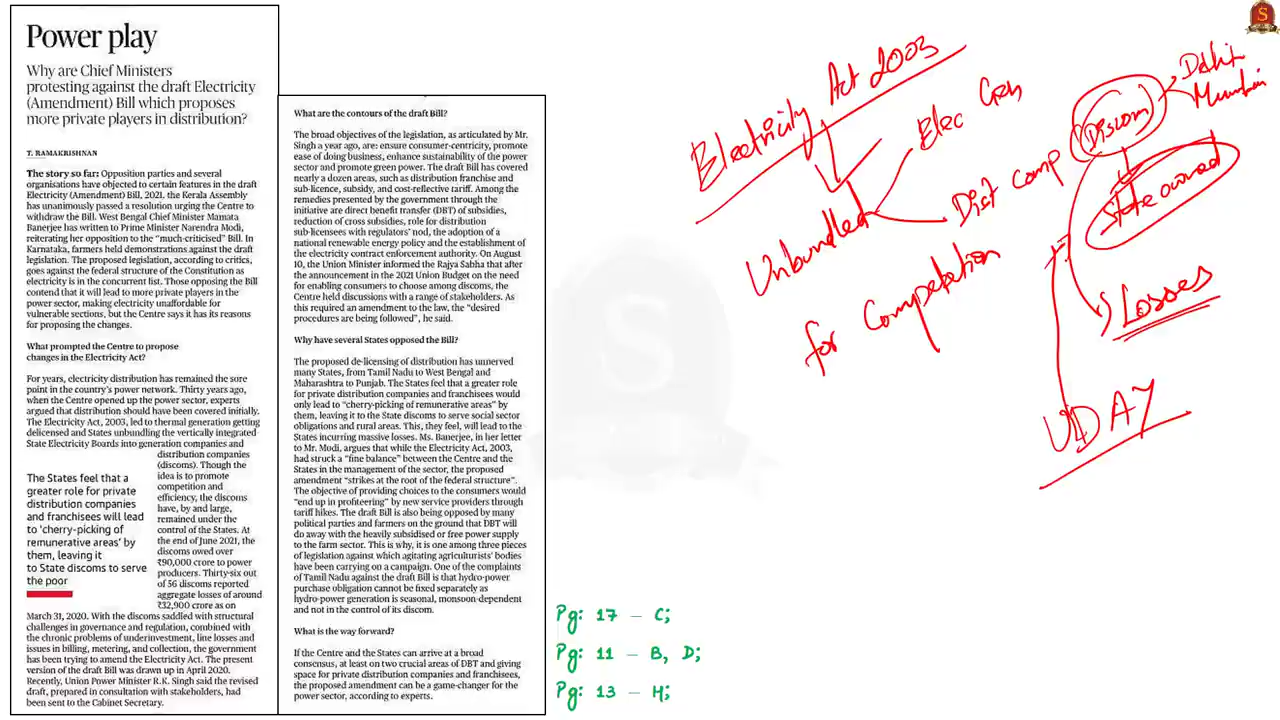 Power play
Why are Chief Ministers
protesting against the draft Electricity
(Amendment) Bill which proposes
more private players in distribution?
T. RAMAKRISHNAN
The story so far: Opposition parties and several
organisations have objected to certain features in the draft
Electricity (Amendment) Bill, 2021, the Kerala Assembly
has unanimously passed a resolution urging the Centre to
withdraw the Bill. West Bengal Chief Minister Mamata
Banerjee has written to Prime Minister Narendra Modi,
reiterating her opposition to the “much-criticised” Bill. In
Karnataka, farmers held demonstrations against the draft
legislation. The proposed legislation, according to critics,
goes against the federal structure of the Constitution as
electricity is in the concurrent list. Those opposing the Bill
contend that it will lead to more private players in the
power sector, making electricity unaffordable for
vulnerable sections, but the Centre says it has its reasons
for proposing the changes.
What prompted the Centre to propose
changes in the Electricity Act?
For years, electricity distribution has remained the sore
point in the country's power network. Thirty years ago,
when the Centre opened up the power sector, experts
argued that distribution should have been covered initially.
The Electricity Act, 2003, led to thermal generation getting
delicensed and States unbundling the vertically integrated
State Electricity Boards into generation companies and
distribution companies
(discoms). Though the
idea is to promote
competition and
efficiency, the discoms
have, by and large,
remained under the
control of the States. At
the end of June 2021, the
discoms owed over
₹90,000 crore to power
producers. Thirty-six out
of 56 discoms reported
aggregate losses of around
₹32,900 crore as on
The States feel that a
greater role for private
distribution companies
and franchisees will lead
to ‘cherry-picking of
remunerative areas’ by
them, leaving it
to State discoms to serve
the poor
March 31, 2020. With the discoms saddled with structural
challenges in governance and regulation, combined with
the chronic problems of underinvestment, line losses and
issues in billing, metering, and collection, the government
has been trying to amend the Electricity Act. The present
version of the draft Bill was drawn up in April 2020.
Recently, Union Power Minister R.K. Singh said the revised
draft, prepared in consultation with stakeholders, had
been sent to the Cabinet Secretary.
What are the contours of the draft Bill?
The broad objectives of the legislation, as articulated by Mr.
Singh a year ago, are: ensure consumer-centricity, promote
ease of doing business, enhance sustainability of the power
sector and promote green power. The draft Bill has covered
nearly a dozen areas, such as distribution franchise and
sub-licence, subsidy, and cost-reflective tariff. Among the
remedies presented by the government through the
initiative are direct benefit transfer (DBT) of subsidies,
reduction of cross subsidies, role for distribution
sub-licensees with regulators' nod, the adoption of a
national renewable energy policy and the establishment of
the electricity contract enforcement authority. On August
10, the Union Minister informed the Rajya Sabha that after
the announcement in the 2021 Union Budget on the need
for enabling consumers to choose among discoms, the
Centre held discussions with a range of stakeholders. As
this required an amendment to the law, the “desired
procedures are being followed”, he said.
Why have several States opposed the Bill?
The proposed de-licensing of distribution has unnerved
many States, from Tamil Nadu to West Bengal and
Maharashtra to Punjab. The States feel that a greater role
for private distribution companies and franchisees would
only lead to “cherry-picking of remunerative areas” by
them, leaving it to the State discoms to serve social sector
obligations and rural areas. This, they feel, will lead to the
States incurring massive losses. Ms. Banerjee, in her letter
to Mr. Modi, argues that while the Electricity Act, 2003,
had struck a “fine balance” between the Centre and the
States in the management of the sector, the proposed
amendment “strikes at the root of the federal structure”.
The objective of providing choices to the consumers would
“end up in profiteering” by new service providers through
tariff hikes. The draft Bill is also being opposed by many
political parties and farmers on the ground that DBT will
do away with the heavily subsidised or free power supply
to the farm sector. This is why, it is one among three pieces
of legislation against which agitating agriculturists' bodies
have been carrying on a campaign. One of the complaints
of Tamil Nadu against the draft Bill is that hydro-power
purchase obligation cannot be fixed separately as
hydro-power generation is seasonal, monsoon-dependent
and not in the control of its discom.
What is the way forward?
If the Centre and the States can arrive at a broad
consensus, at least on two crucial areas of DBT and giving
space for private distribution companies and franchisees,
the proposed amendment can be a game-changer for the
power sector, according to experts.
Electricity Act 2003
Unbundled
Elec Gen
Dist Comp
for Competetion
(Discom)
Delhi
Mumbai
State owned
Losses
UDAY
Pg: 17 – C;
Pg: 11 – B, D;
Pg: 13 – H;
S
S